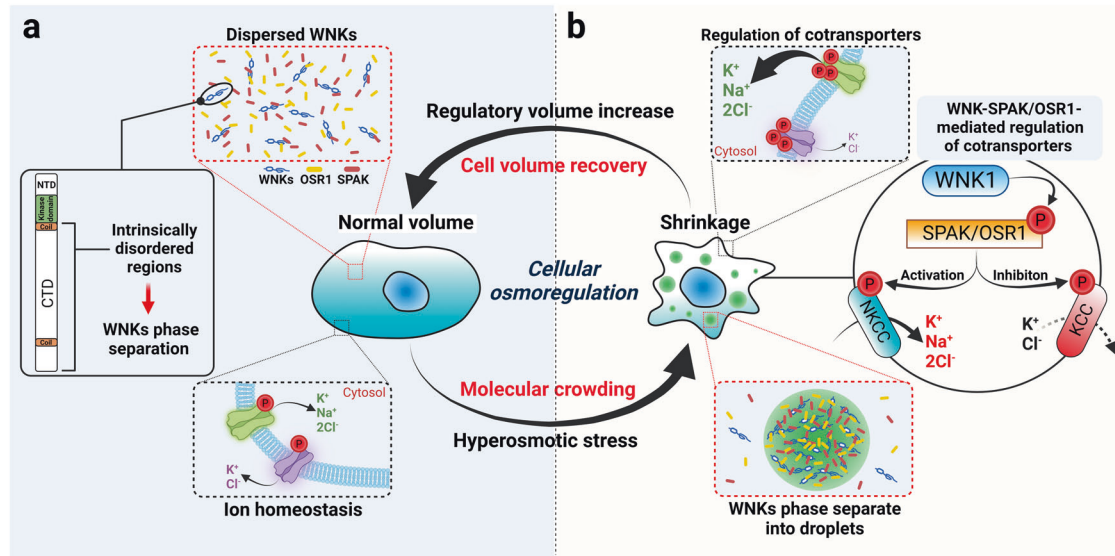 a
Dispersed WNKs
WNKs
OSR1
SPAK
NTD
Kinase
domain
Coil
CTD
Coil
Intrinsically
disordered
regions
WNKs phase
separation
Normal volume
Cytosol
P
K⁺
Na⁺
2Cl⁻
P
K⁺
Cl⁻
Ion homeostasis
Regulatory volume increase
Cell volume recovery
Cellular
osmoregulation
Molecular crowding
Hyperosmotic stress
b
Regulation of cotransporters
K⁺
Na⁺
2Cl⁻
P
P
P
P
P
P
K⁺
Cl⁻
Cytosol
Shrinkage
WNK-SPAK/OSR1-
mediated regulation
of cotransporters
WNK1
P
SPAK/OSR1
Activation
Inhibiton
P
P
NKCC
K⁺
Na⁺
2Cl⁻
K⁺
Cl⁻
KCC
WNKs phase separate
into droplets